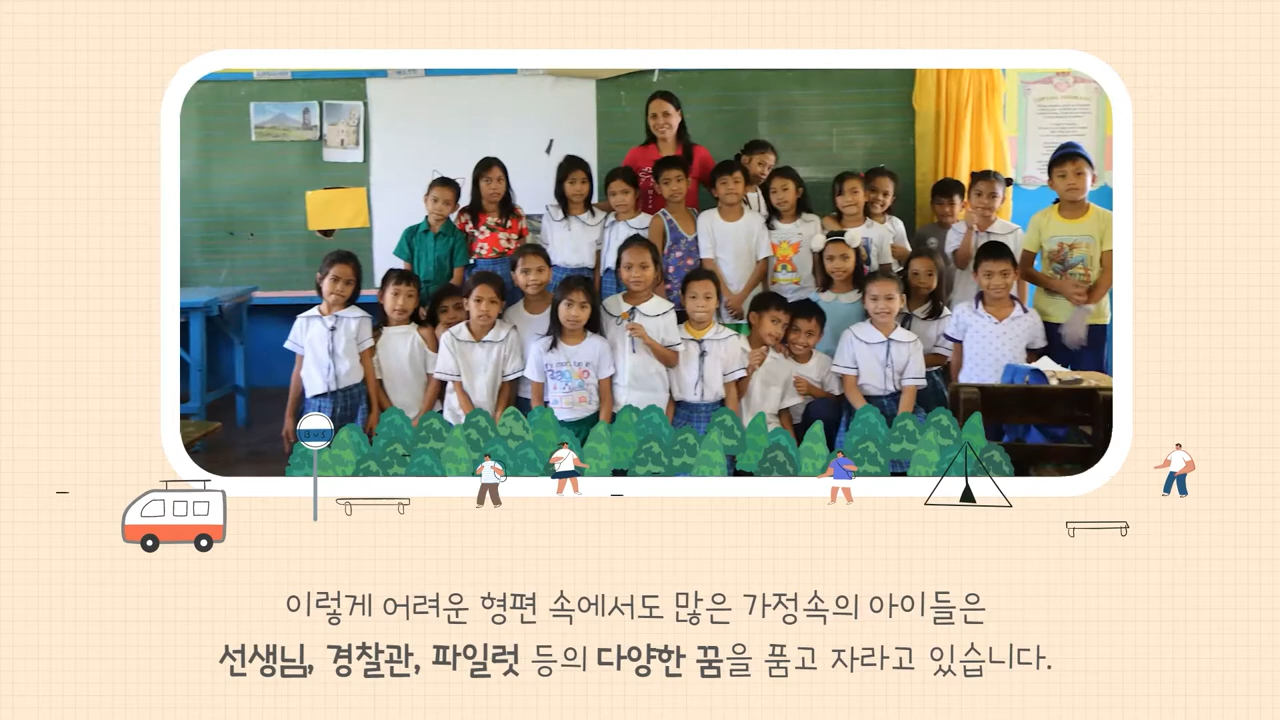 BUS
이렇게 어려운 형편 속에서도 많은 가정속의 아이들은
선생님, 경찰관, 파일럿 등의 다양한 꿈을 품고 자라고 있습니다.